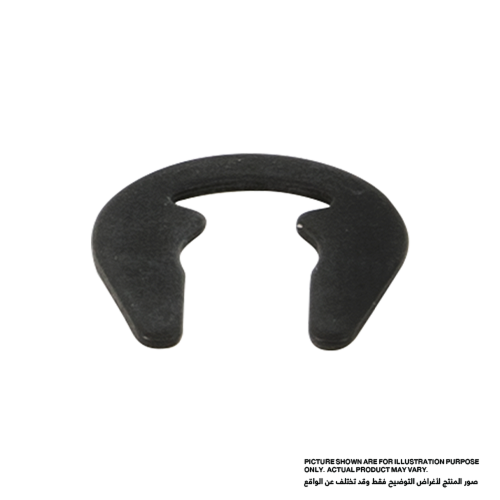 PICTURE SHOWN ARE FOR ILLUSTRATION PURPOSE
ONLY. ACTUAL PRODUCT MAY VARY.
صور المنتج لأغراض التوضيح فقط وقد تختلف عن الواقع